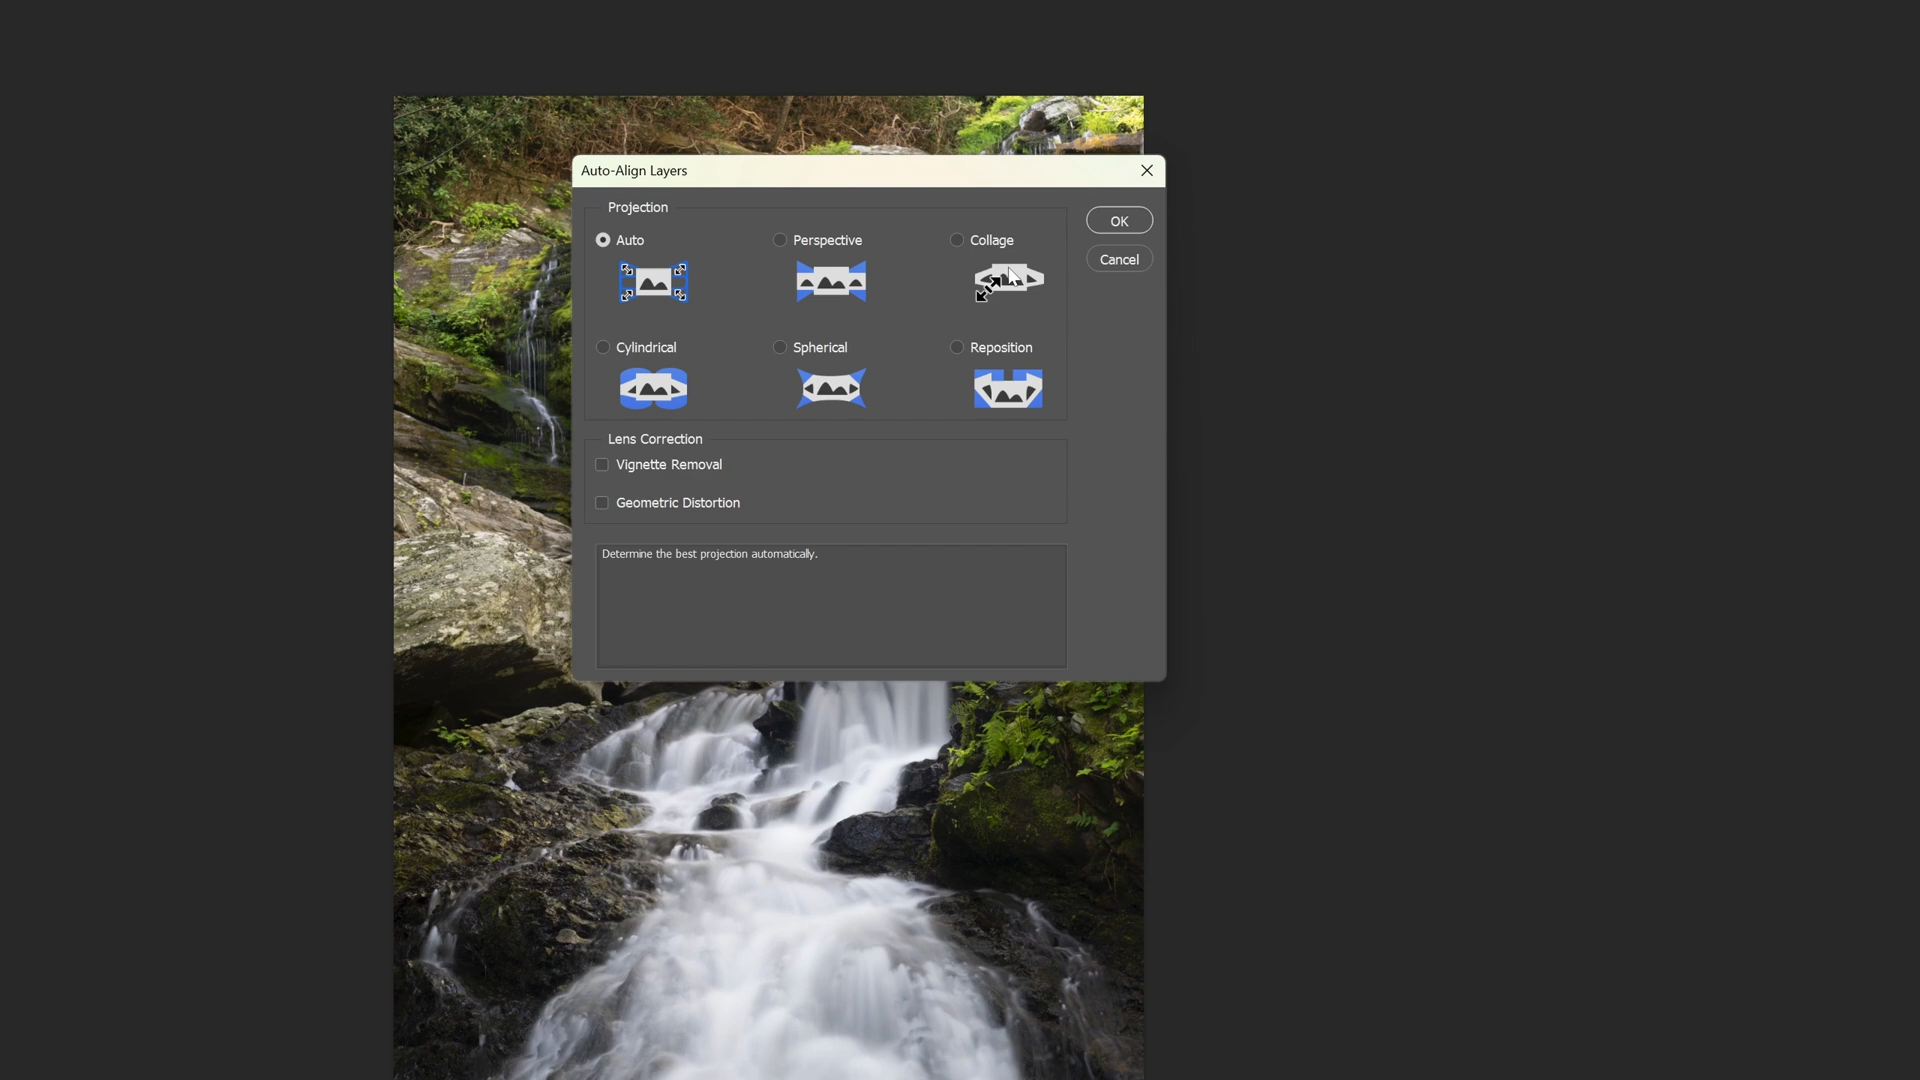 Auto-Align Layers
Projection
OK
Auto
Perspective
Collage
Cancel
Cylindrical
Spherical
Reposition
Lens Correction
Vignette Removal
Geometric Distortion
Determine the best projection automatically.